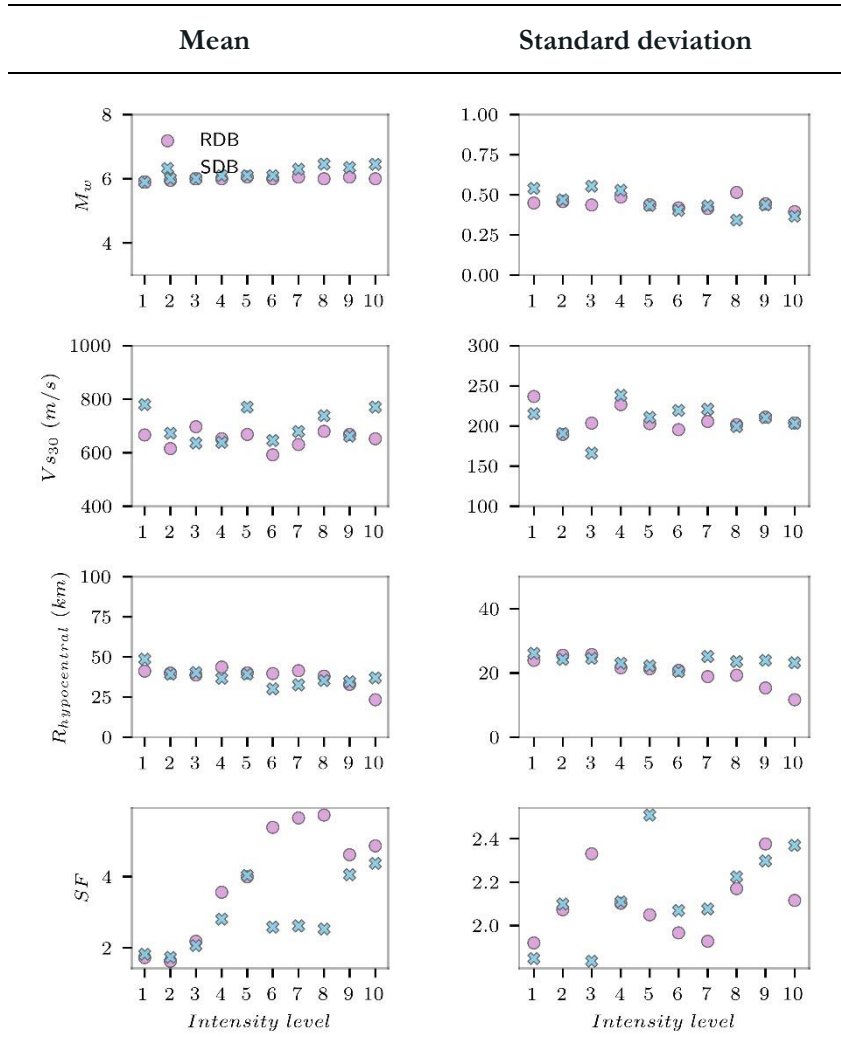 Mean Standard deviation
8
6
4
M_w
RDB
SDB
1 2 3 4 5 6 7 8 9 10
1.00
0.75
0.50
0.25
0.00
1 2 3 4 5 6 7 8 9 10
1000
800
600
400
Vs_30 (m/s)
1 2 3 4 5 6 7 8 9 10
300
250
200
150
100
1 2 3 4 5 6 7 8 9 10
100
75
50
25
0
R_hypocentral (km)
1 2 3 4 5 6 7 8 9 10
40
20
0
1 2 3 4 5 6 7 8 9 10
4
2
SF
1 2 3 4 5 6 7 8 9 10
Intensity level
2.4
2.2
2.0
1 2 3 4 5 6 7 8 9 10
Intensity level